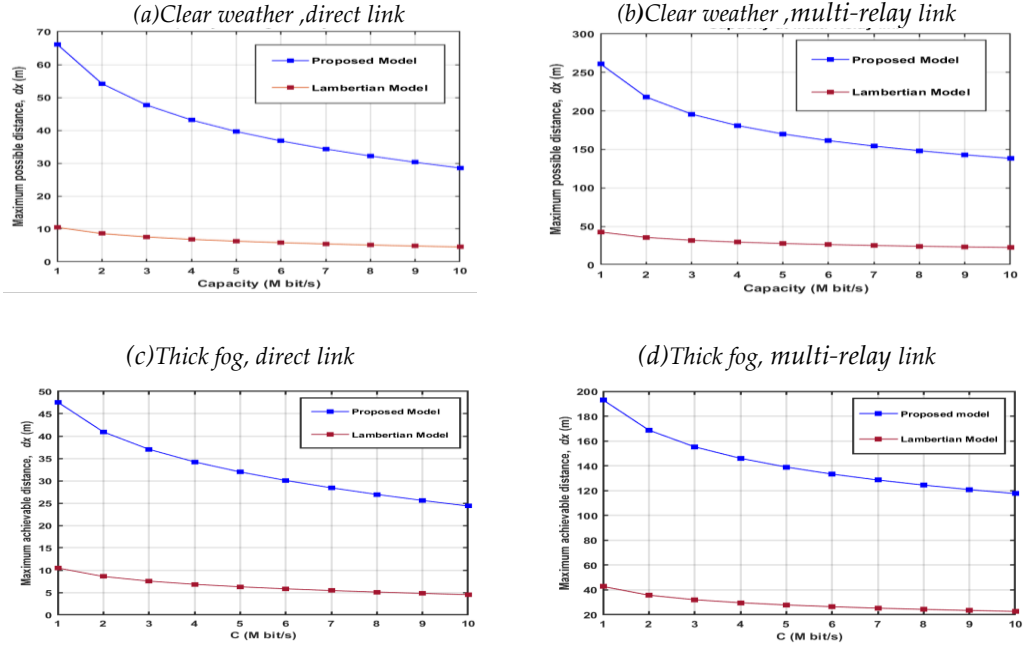 (a)Clear weather ,direct link
70
60
50
40
30
20
10
0
Maximum possible distance, dx (m)
Proposed Model
Lambertian Model
1 2 3 4 5 6 7 8 9 10
Capacity (M bit/s)
(b)Clear weather ,multi-relay link
300
250
200
150
100
50
0
Maximum possible distance, dx (m)
Proposed Model
Lambertian Model
1 2 3 4 5 6 7 8 9 10
Capacity (M bit/s)
(c)Thick fog, direct link
50
45
40
35
30
25
20
15
10
5
0
Maximum achievable distance, dx (m)
Proposed Model
Lambertian Model
1 2 3 4 5 6 7 8 9 10
C (M bit/s)
(d)Thick fog, multi-relay link
200
180
160
140
120
100
80
60
40
20
Maximum achievable distance, dx (m)
Proposed model
Lambertian Model
1 2 3 4 5 6 7 8 9 10
C (M bit/s)